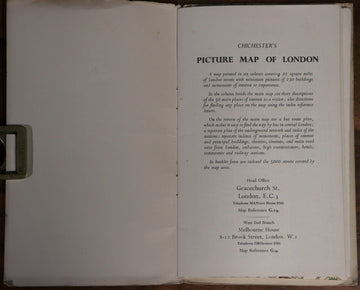 CHICHESTER'S
PICTURE MAP OF LONDON
A map printed in six colours covering 22 square miles
of London streets with miniature pictures of 230 buildings
and monuments of interest or importance.
In the column beside the main map are these descriptions
of the 50 main places of interest to a visitor; also directions
for finding any place on the map by using the index reference
letters.
On the reverse of the main map are a bus route plan,
which makes it easy to find the way by bus in central London;
a separate plan of the underground network and index of the
stations; separate indexes of monuments, places of interest
and principal buildings, theatres, cinemas, and main road
exits from London, embassies, high commissioners, hotels,
restaurants and railway stations.
In booklet form are indexed the 5000 streets covered by
the map area.
Head Office
Gracechurch St.
London, E.C.3
Telephone
Map Reference
West End Branch
Melbourne House
Brook Street, London, W.1
Telephone
Map Reference